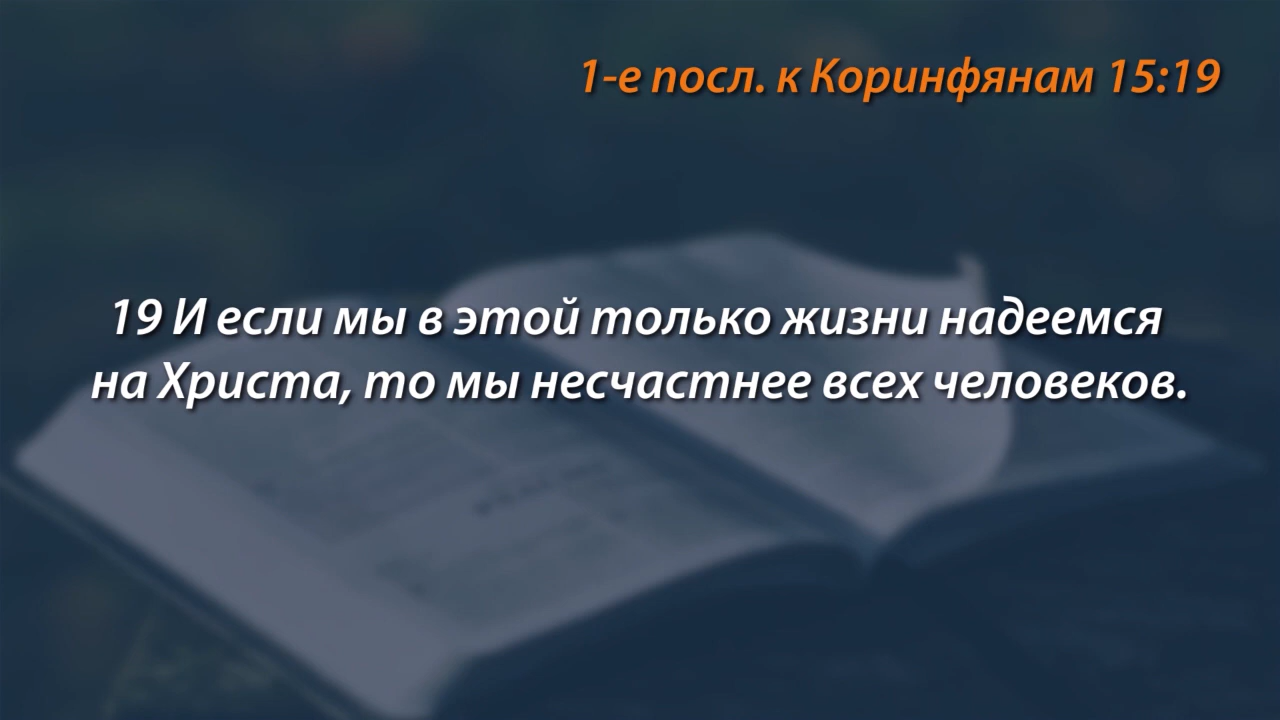 1-е посл. к Коринфянам 15:19
19 И если мы в этой только жизни надеемся
на Христа, то мы несчастнее всех человеков.